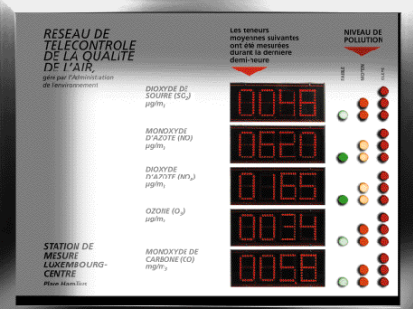 RESEAU DE
TELECONTROLE
DE LA QUALITE
DE L'AIR,
géré par l'Administration
de l'environnement
Les teneurs
moyennes suivantes
ont été mesurées
durant la dernière
demi-heure
NIVEAU DE
POLLUTION
DIOXYDE DE
SOUFRE (SO₂)
µg/m₃
0048
MONOXYDE
D'AZOTE (NO)
µg/m₃
0620
DIOXYDE
D'AZOTE (NO₂)
µg/m₃
0166
OZONE (O₃)
µg/m₃
0034
MONOXYDE DE
CARBONE (CO)
mg/m₃
0058
STATION DE
MESURE
LUXEMBOURG-
CENTRE
Place Hamilius